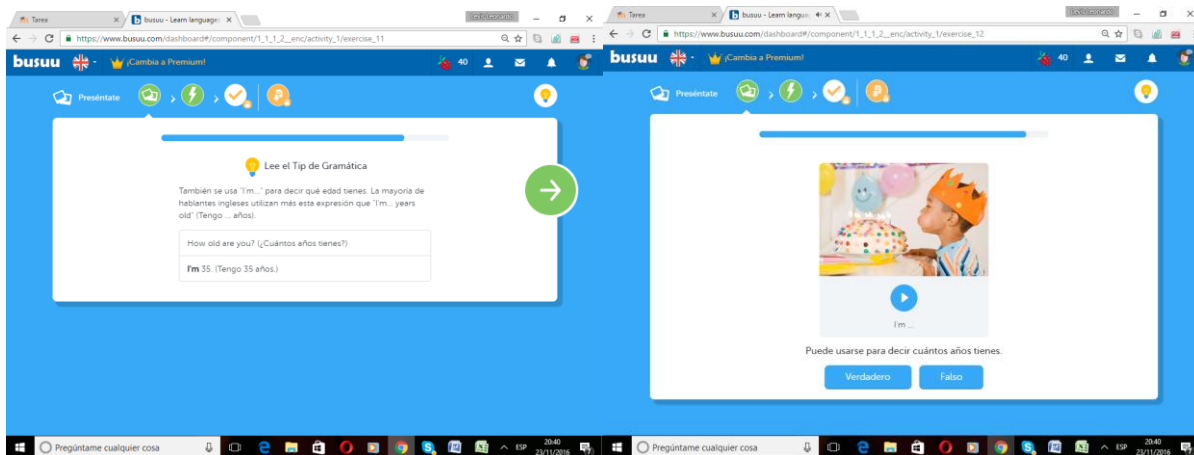 Tarea
busuu - Learn languages
https://www.busuu.com/dashboard#/component/1_1_1_2__enc/activity_1/exercise_11
busuu
¡Cambia a Premium!
40
Preséntate
Lee el Tip de Gramática
También se usa "I'm..." para decir qué edad tienes. La mayoría de
hablantes ingleses utilizan más esta expresión que "I'm... years
old" (Tengo ... años).
How old are you? (¿Cuántos años tienes?)
I'm 35. (Tengo 35 años.)
Pregúntame cualquier cosa
ESP
20:40
23/11/2016
Tarea
busuu - Learn langua
https://www.busuu.com/dashboard#/component/1_1_1_2__enc/activity_1/exercise_12
busuu
¡Cambia a Premium!
40
Preséntate
I'm ...
Puede usarse para decir cuántos años tienes.
Verdadero
Falso
Pregúntame cualquier cosa
ESP
20:40
23/11/2016